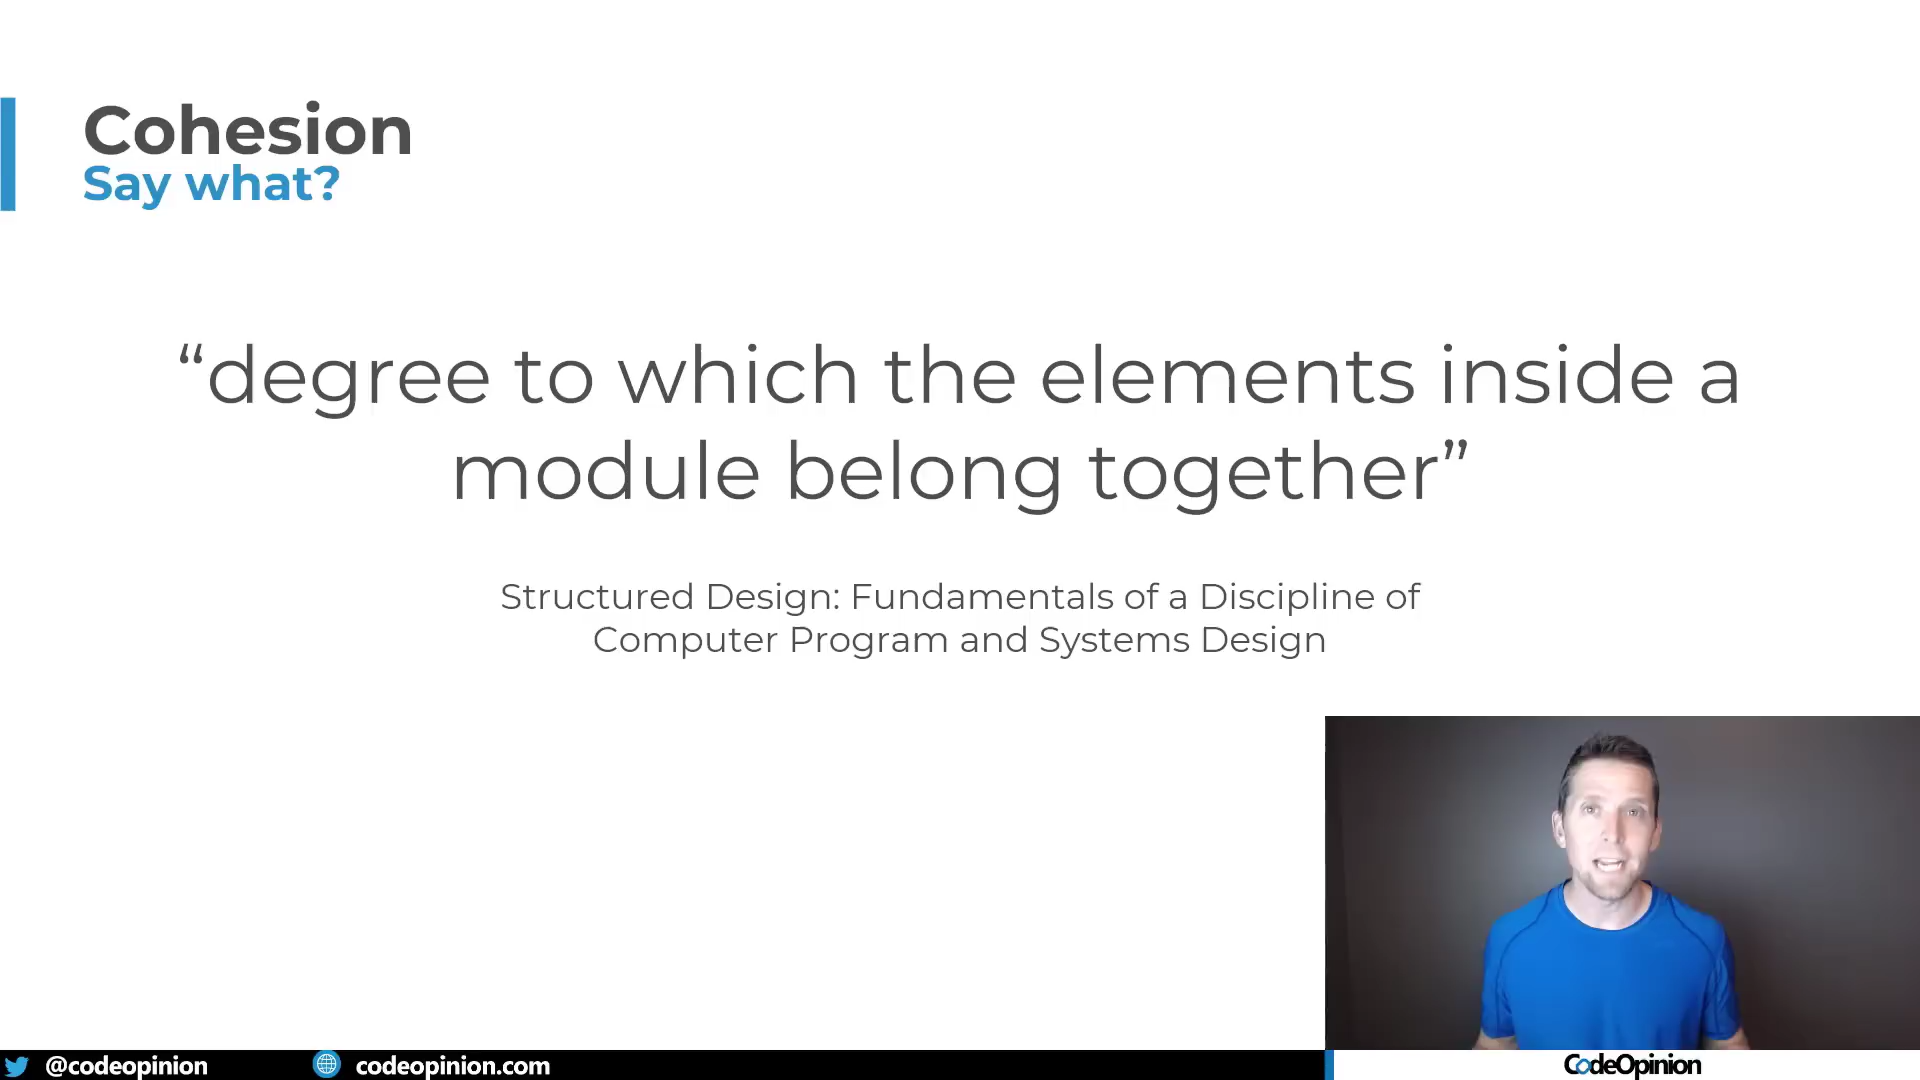 Cohesion
Say what?
“degree to which the elements inside a
module belong together”
Structured Design: Fundamentals of a Discipline of
Computer Program and Systems Design
@codeopinion
codeopinion.com
CodeOpinion